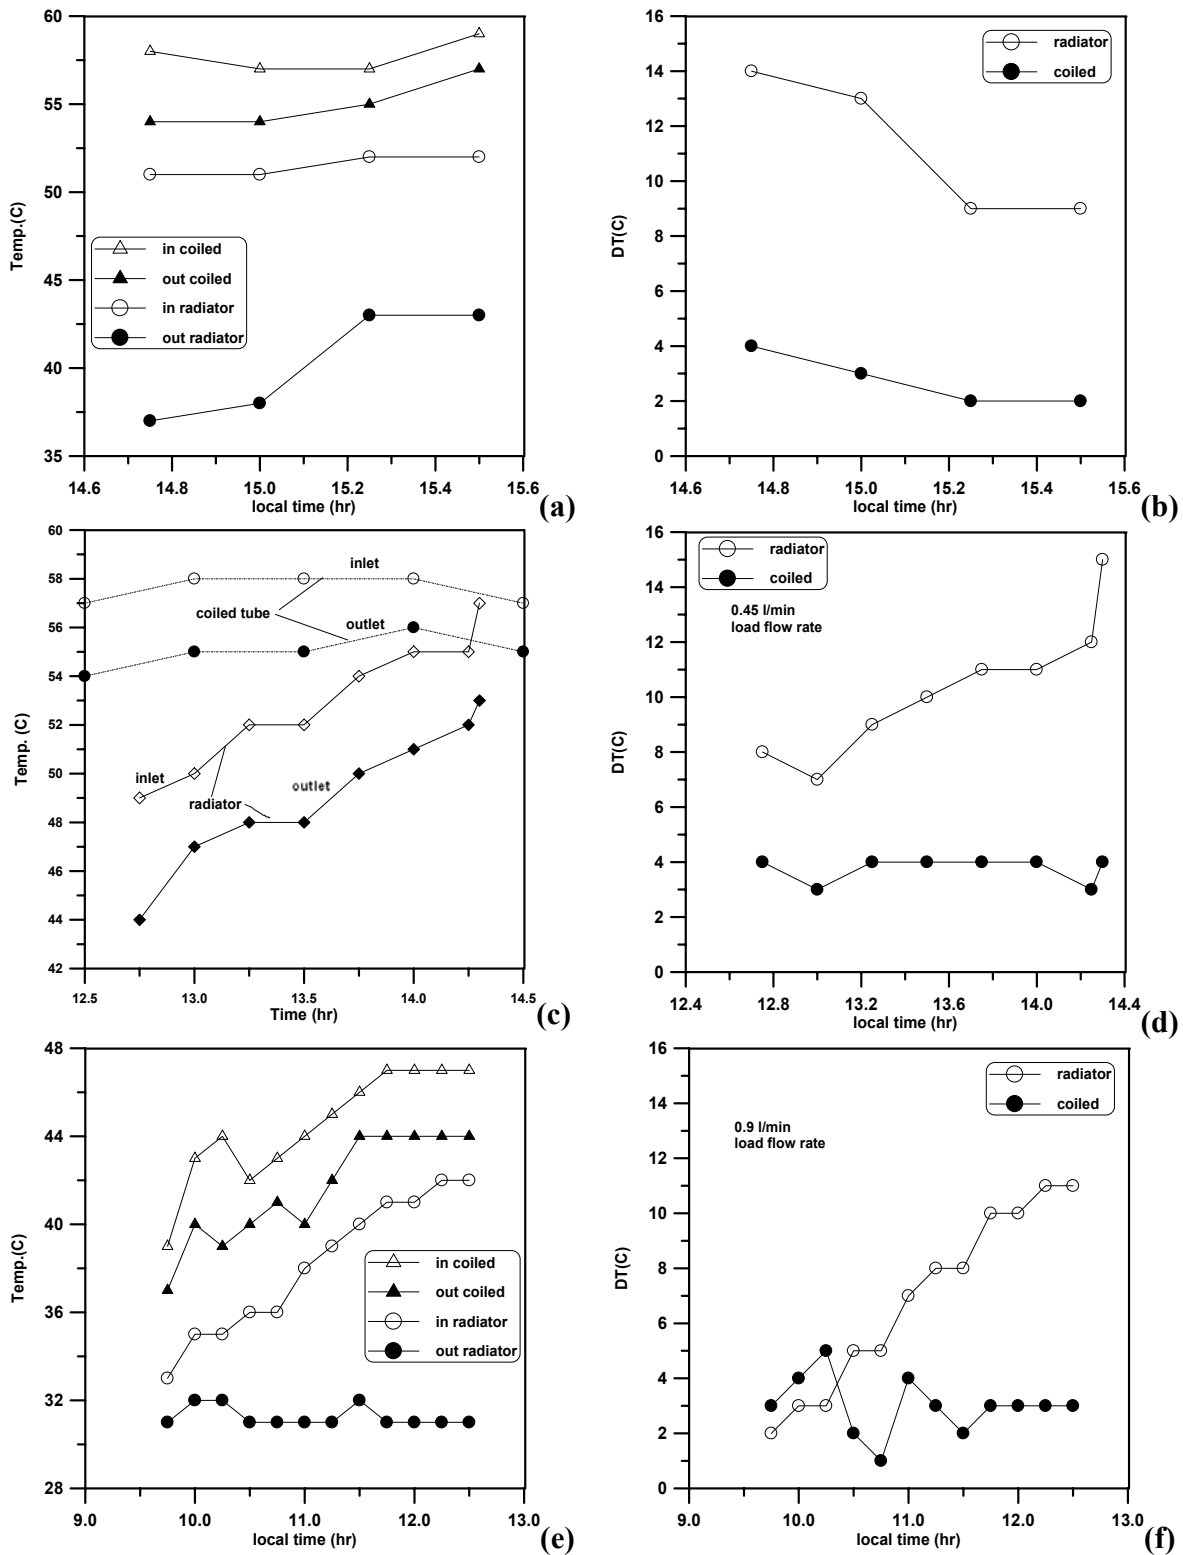 60
55
50
45
40
35
Temp.(C)
in coiled
out coiled
in radiator
out radiator
14.6 14.8 15.0 15.2 15.4 15.6
local time (hr)
(a)
16
14
12
10
8
6
4
2
0
DT(C)
radiator
coiled
14.6 14.8 15.0 15.2 15.4 15.6
local time (hr)
(b)
60
58
56
54
52
50
48
46
44
42
Temp. (C)
inlet
coiled tube
outlet
inlet
outlet
radiator
12.5 13.0 13.5 14.0 14.5
Time (hr)
(c)
16
14
12
10
8
6
4
2
0
DT(C)
radiator
coiled
0.45 l/min
load flow rate
12.4 12.8 13.2 13.6 14.0 14.4
local time (hr)
(d)
48
44
40
36
32
28
Temp.(C)
in coiled
out coiled
in radiator
out radiator
9.0 10.0 11.0 12.0 13.0
local time (hr)
(e)
16
14
12
10
8
6
4
2
0
DT(C)
radiator
coiled
0.9 l/min
load flow rate
9.0 10.0 11.0 12.0 13.0
local time (hr)
(f)